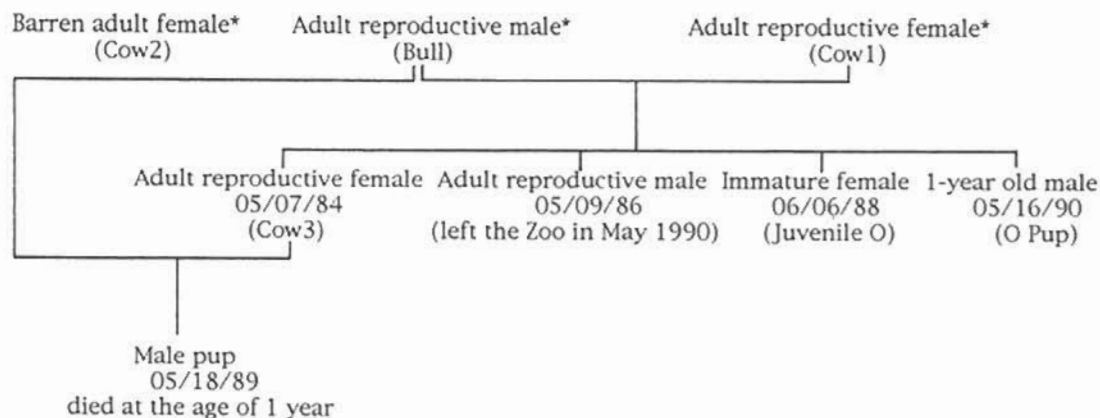 Barren adult female*
(Cow2)
Adult reproductive male*
(Bull)
Adult reproductive female*
(Cow1)
Adult reproductive female
05/07/84
(Cow3)
Adult reproductive male
05/09/86
(left the Zoo in May 1990)
Immature female
06/06/88
(Juvenile O)
1-year old male
05/16/90
(O Pup)
Male pup
05/18/89
died at the age of 1 year